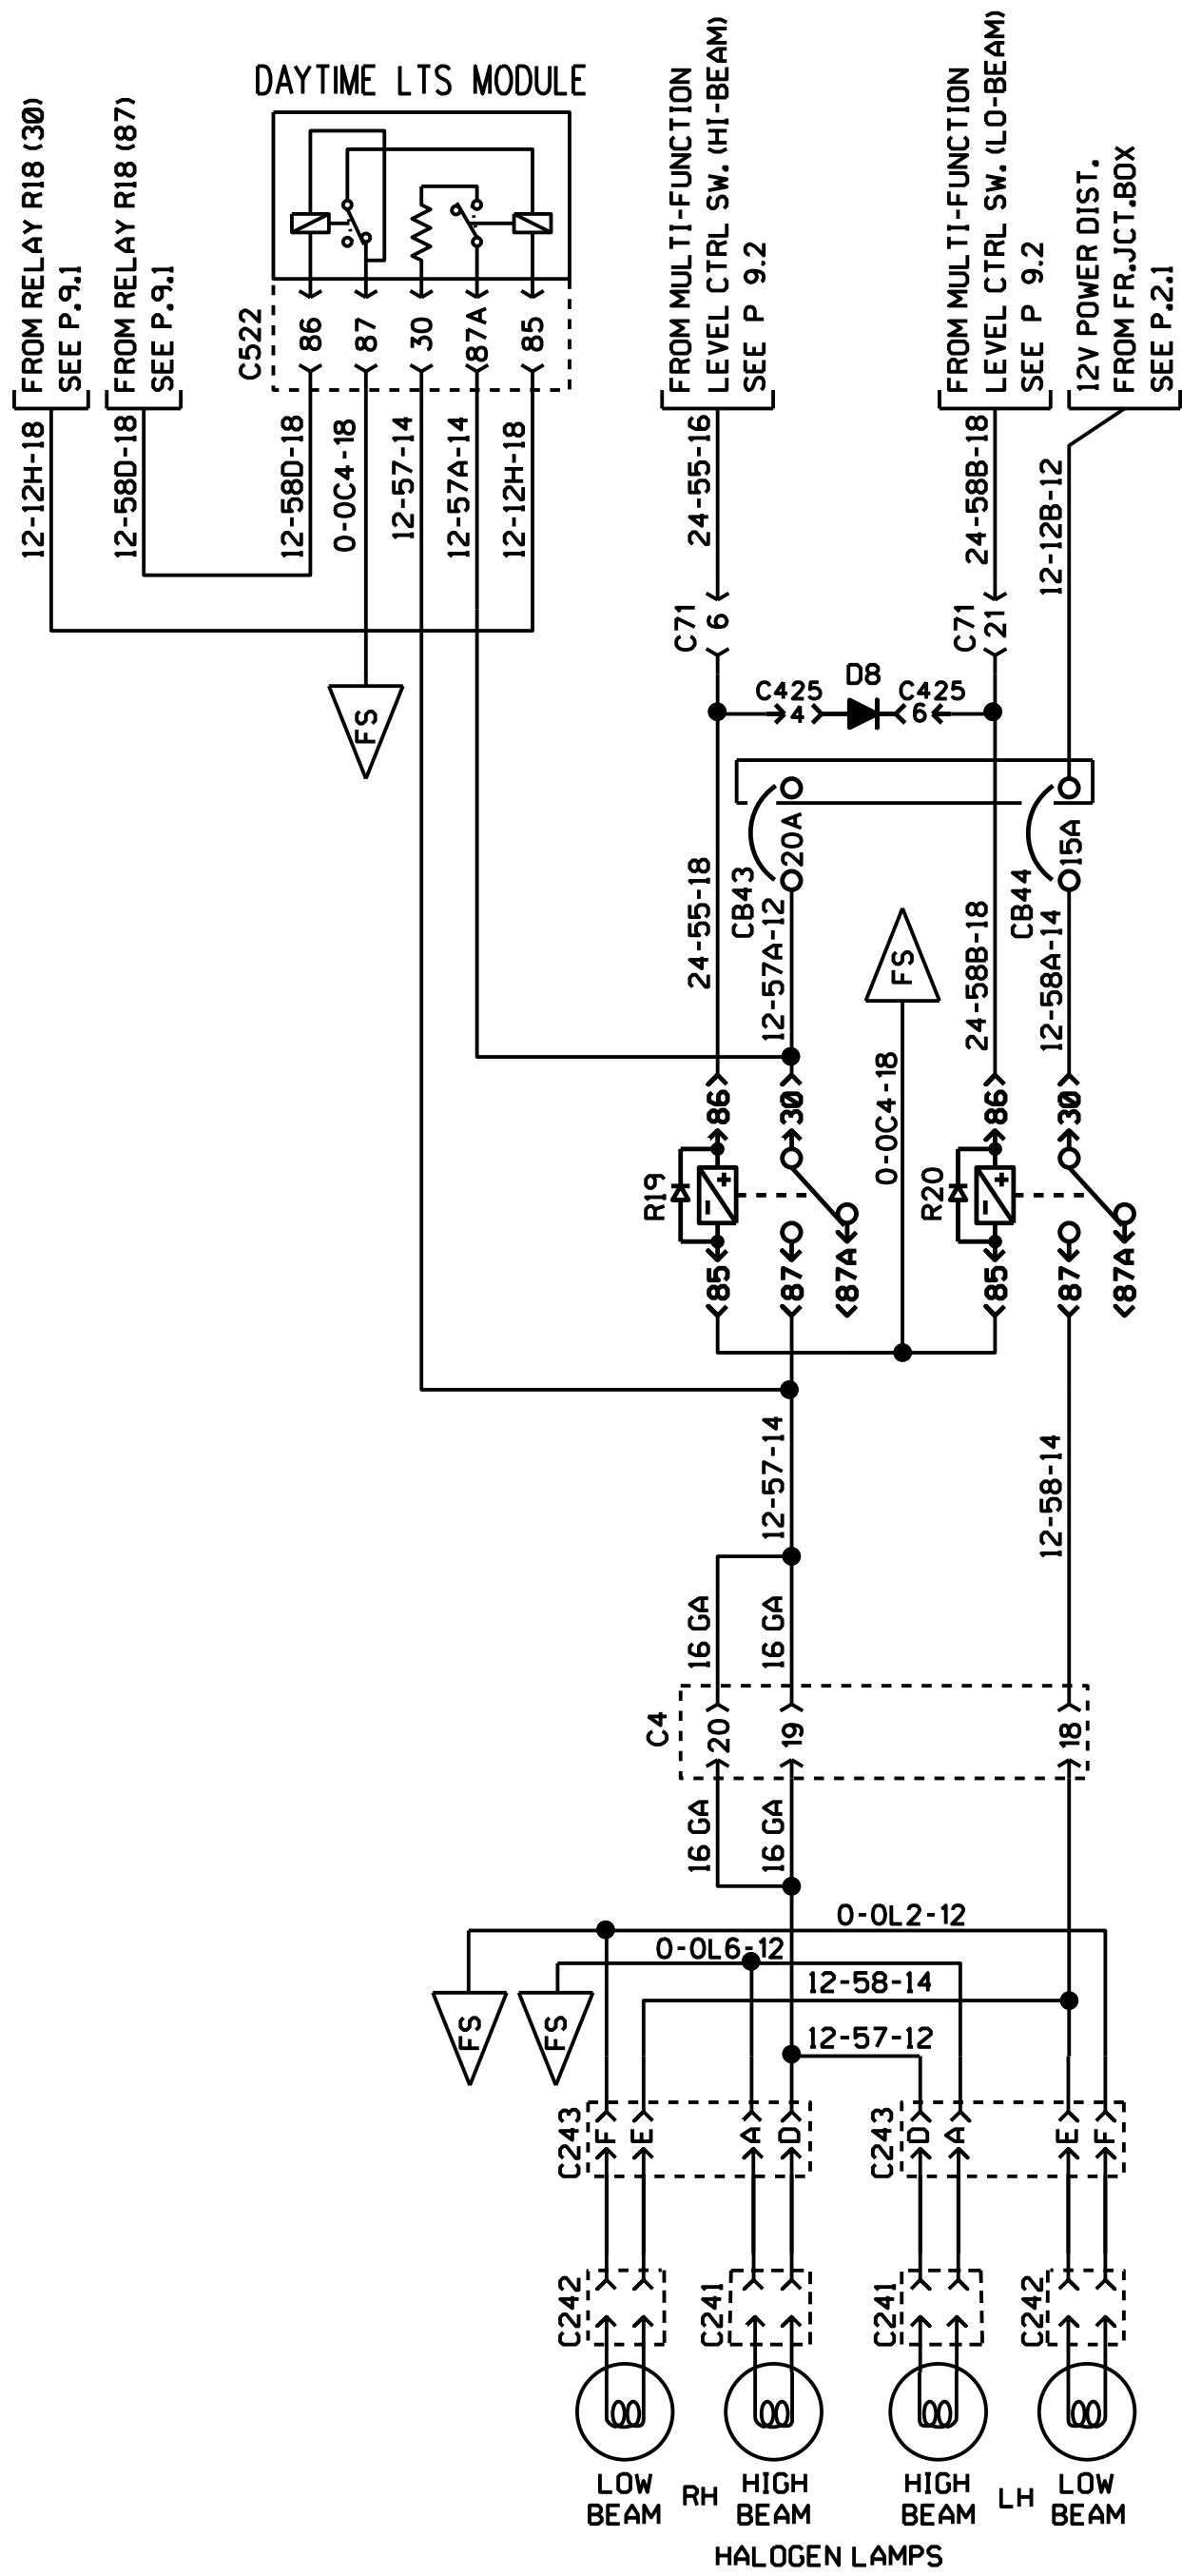 DAYTIME LTS MODULE
FROM RELAY R18 (30)
SEE P.9.1
FROM RELAY R18 (87)
SEE P.9.1
C522
86
87
30
87A
85
FROM MULTI-FUNCTION
LEVEL CTRL SW. (HI-BEAM)
SEE P 9.2
FROM MULTI-FUNCTION
LEVEL CTRL SW. (LO-BEAM)
SEE P 9.2
12V POWER DIST.
FROM FR.JCT.BOX
SEE P.2.1
12-12H-18
12-58D-18
12-58D-18
0-0C4-18
12-57-14
12-57A-14
12-12H-18
24-55-16
24-58B-18
12-12B-12
C71
6
C71
21
FS
C425
4
D8
C425
6
20A
15A
CB43
CB44
24-55-18
12-57A-12
FS
24-58B-18
12-58A-14
0-0C4-18
86
30
86
30
R19
R20
85
87
87A
85
87
87A
12-57-14
12-58-14
16 GA
16 GA
C4
20
19
18
16 GA
16 GA
0-0L2-12
0-0L6-12
12-58-14
12-57-12
FS
FS
C243
F
E
A
D
C243
D
A
E
F
C242
C241
C241
C242
LOW
BEAM
RH
HIGH
BEAM
HIGH
BEAM
LH
LOW
BEAM
HALOGEN LAMPS